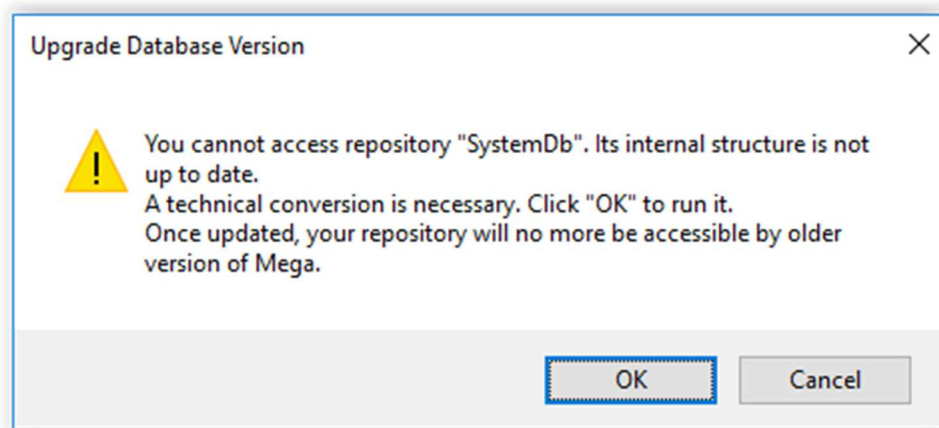 Upgrade Database Version
You cannot access repository "SystemDb". Its internal structure is not
up to date.
A technical conversion is necessary. Click "OK" to run it.
Once updated, your repository will no more be accessible by older
version of Mega.
OK
Cancel